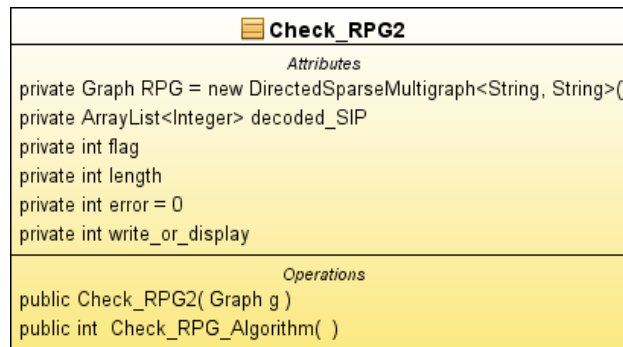 Check_RPG2
Attributes
private Graph RPG = new DirectedSparseMultigraph<String, String>()
private ArrayList<Integer> decoded_SIP
private int flag
private int length
private int error = 0
private int write_or_display
Operations
public Check_RPG2( Graph g )
public int  Check_RPG_Algorithm( )